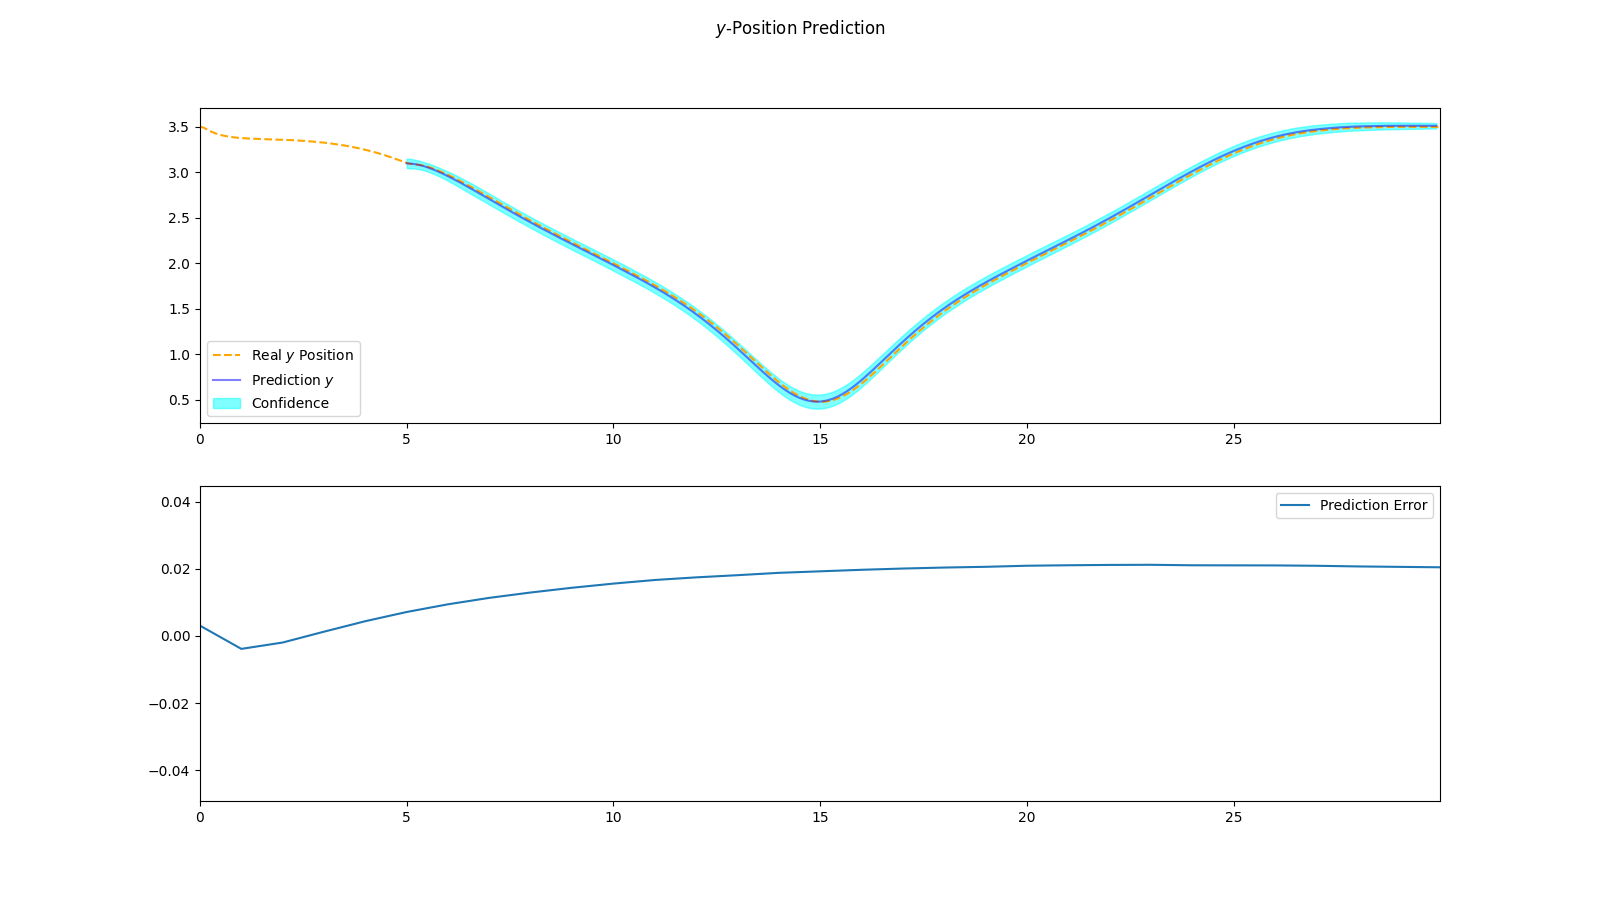 y-Position Prediction
3.5
3.0
2.5
2.0
1.5
1.0
0.5
Real y Position
Prediction y
Confidence
0 5 10 15 20 25
0.04
0.02
0.00
−0.02
−0.04
Prediction Error
0 5 10 15 20 25